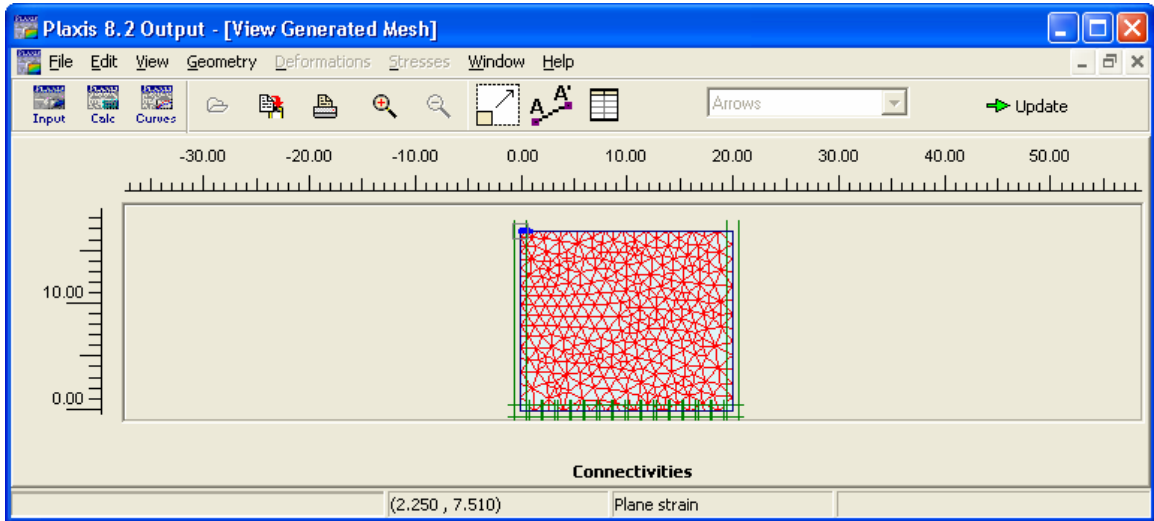 Plaxis 8.2 Output - [View Generated Mesh]
File Edit View Geometry Deformations Stresses Window Help
Input Calc Curves A A' Arrows Update
-30.00 -20.00 -10.00 0.00 10.00 20.00 30.00 40.00 50.00
10.00
0.00
Connectivities
(2.250 , 7.510) Plane strain